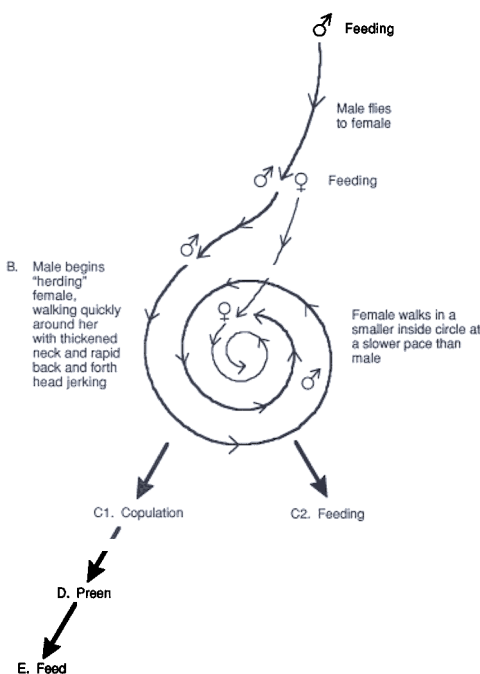 ♂ Feeding
Male flies
to female
♂ ♀ Feeding
♂
B. Male begins
"herding"
female,
walking quickly
around her
with thickened
neck and rapid
back and forth
head jerking
♀
Female walks in a
smaller inside circle at
a slower pace than
male
♂
C1. Copulation
C2. Feeding
D. Preen
E. Feed